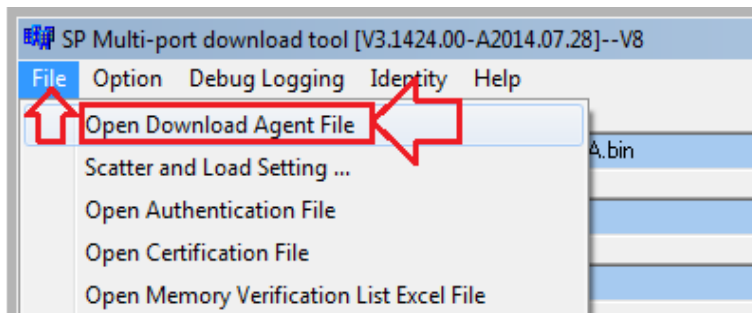 SP Multi-port download tool [V3.1424.00-A2014.07.28]--V8
File Option Debug Logging Identity Help
Open Download Agent File
A.bin
Scatter and Load Setting ...
Open Authentication File
Open Certification File
Open Memory Verification List Excel File